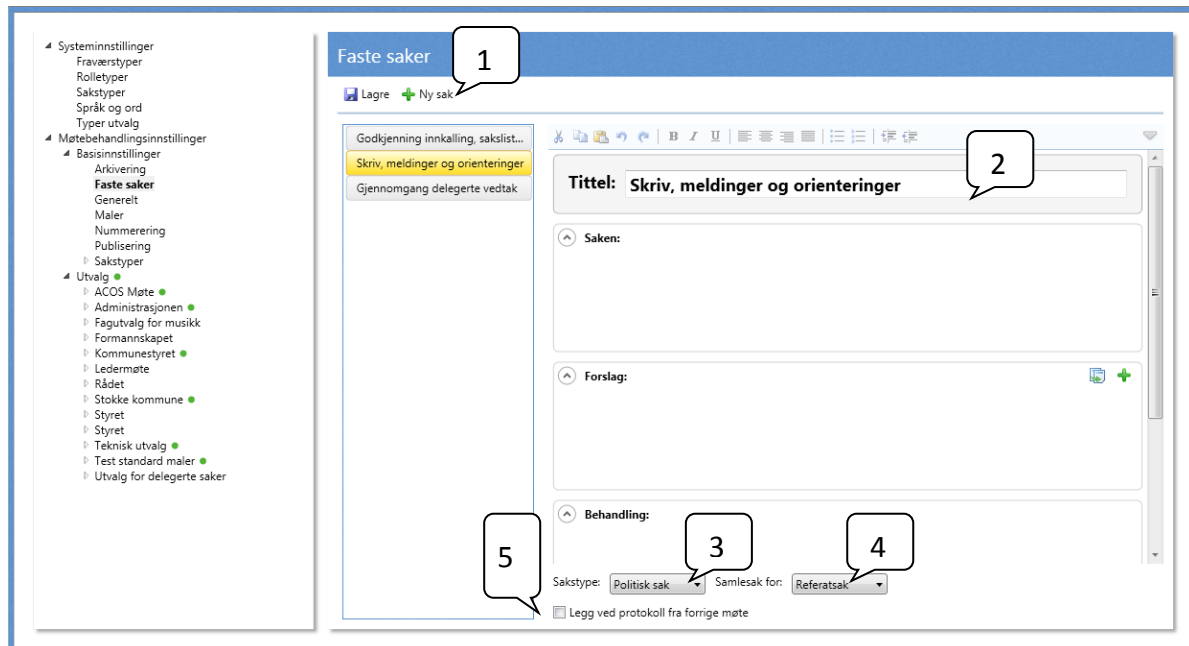 Systeminnstillinger
Fraværstyper
Rolletyper
Sakstyper
Språk og ord
Typer utvalg
Møtebehandlingsinnstillinger
Basisinnstillinger
Arkivering
Faste saker
Generelt
Maler
Nummerering
Publisering
Sakstyper
Utvalg
ACOS Møte
Administrasjonen
Fagutvalg for musikk
Formannskapet
Kommunestyret
Ledermøte
Rådet
Stokke kommune
Styret
Styret
Teknisk utvalg
Test standard maler
Utvalg for delegerte saker
Faste saker
1
Lagre Ny sak
Godkjenning innkalling, sakslist...
Skriv, meldinger og orienteringer
Gjennomgang delegerte vedtak
B I U
2
Tittel: Skriv, meldinger og orienteringer
Saken:
Forslag:
Behandling:
5
3
4
Sakstype: Politisk sak Samlesak for: Referatsak
Legg ved protokoll fra forrige møte